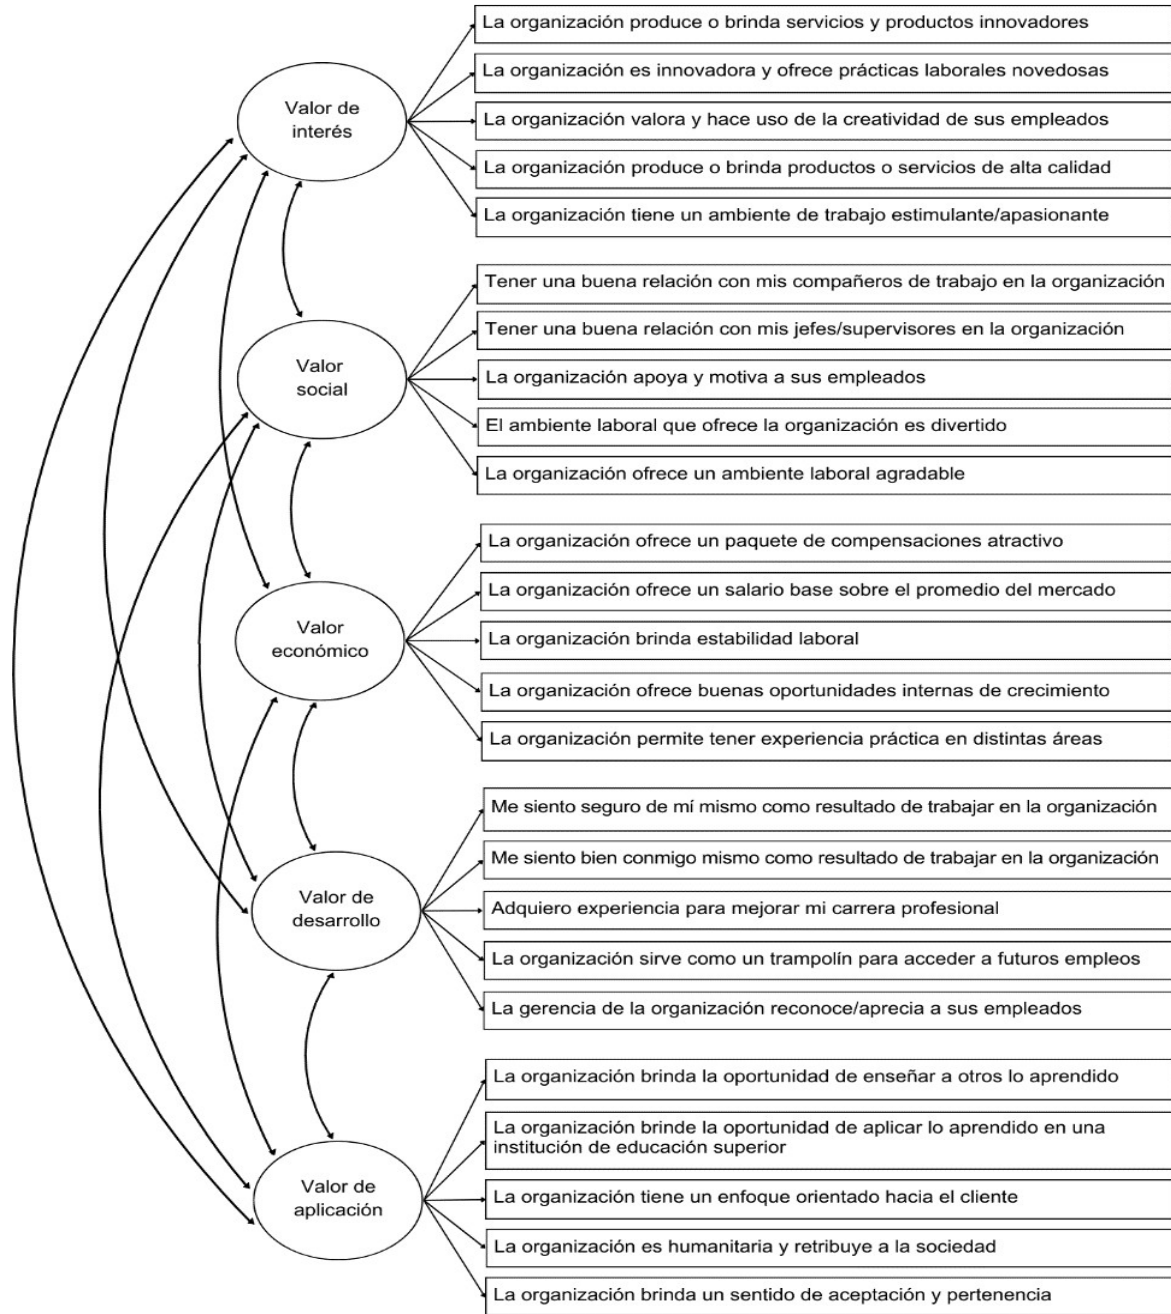 La organización produce o brinda servicios y productos innovadores
La organización es innovadora y ofrece prácticas laborales novedosas
Valor de
interés
La organización valora y hace uso de la creatividad de sus empleados
La organización produce o brinda productos o servicios de alta calidad
La organización tiene un ambiente de trabajo estimulante/apasionante
Tener una buena relación con mis compañeros de trabajo en la organización
Tener una buena relación con mis jefes/supervisores en la organización
Valor
social
La organización apoya y motiva a sus empleados
El ambiente laboral que ofrece la organización es divertido
La organización ofrece un ambiente laboral agradable
La organización ofrece un paquete de compensaciones atractivo
La organización ofrece un salario base sobre el promedio del mercado
Valor
económico
La organización brinda estabilidad laboral
La organización ofrece buenas oportunidades internas de crecimiento
La organización permite tener experiencia práctica en distintas áreas
Me siento seguro de mí mismo como resultado de trabajar en la organización
Me siento bien conmigo mismo como resultado de trabajar en la organización
Valor de
desarrollo
Adquiero experiencia para mejorar mi carrera profesional
La organización sirve como un trampolín para acceder a futuros empleos
La gerencia de la organización reconoce/aprecia a sus empleados
La organización brinda la oportunidad de enseñar a otros lo aprendido
La organización brinde la oportunidad de aplicar lo aprendido en una
institución de educación superior
Valor de
aplicación
La organización tiene un enfoque orientado hacia el cliente
La organización es humanitaria y retribuye a la sociedad
La organización brinda un sentido de aceptación y pertenencia